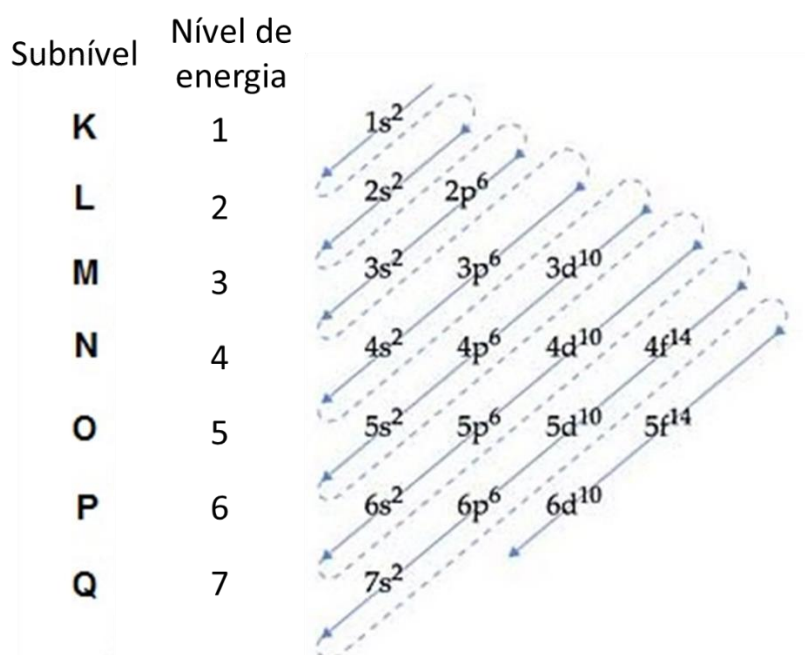 Subnível Nível de energia
K 1 1s²
L 2 2s² 2p⁶
M 3 3s² 3p⁶ 3d¹⁰
N 4 4s² 4p⁶ 4d¹⁰ 4f¹⁴
O 5 5s² 5p⁶ 5d¹⁰ 5f¹⁴
P 6 6s² 6p⁶ 6d¹⁰
Q 7 7s²